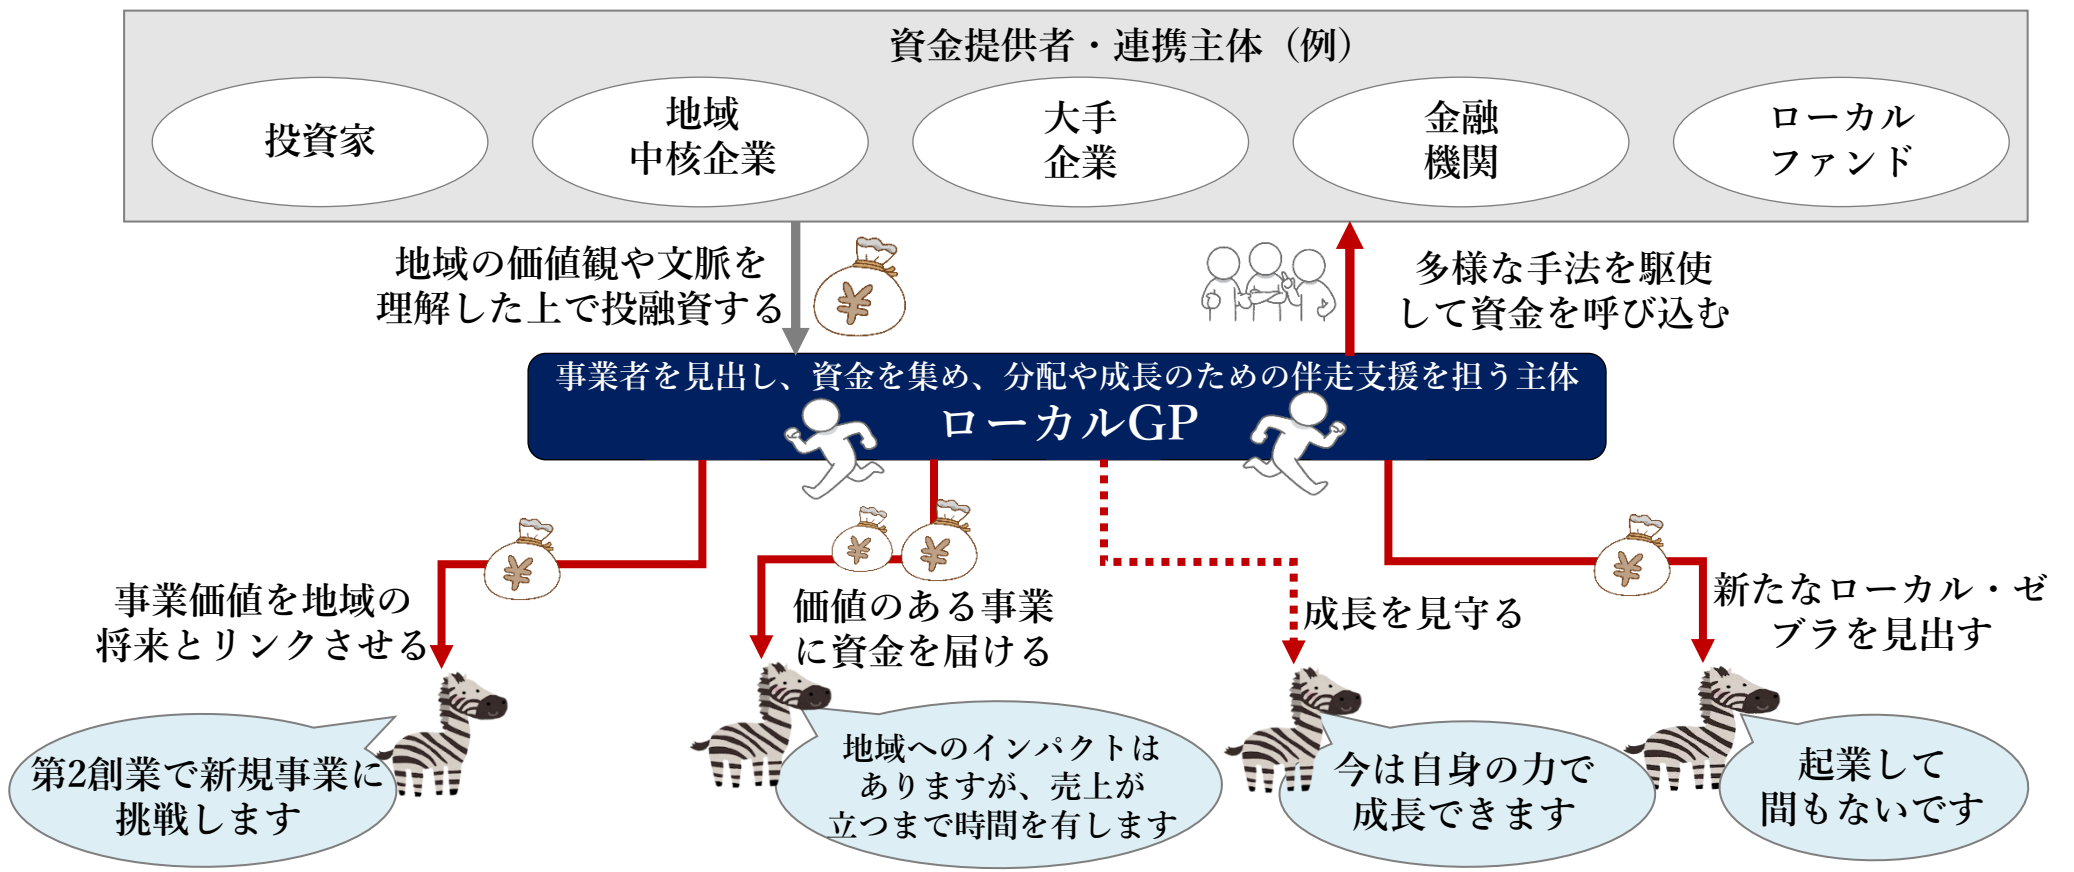 資金提供者・連携主体（例）
投資家
地域
中核企業
大手
企業
金融
機関
ローカル
ファンド
地域の価値観や文脈を
理解した上で投融資する
¥
多様な手法を駆使
して資金を呼び込む
事業者を見出し、資金を集め、分配や成長のための伴走支援を担う主体
ローカルGP
¥
¥
¥
¥
事業価値を地域の
将来とリンクさせる
価値のある事業
に資金を届ける
成長を見守る
新たなローカル・ゼ
ブラを見出す
第2創業で新規事業に
挑戦します
地域へのインパクトは
ありますが、売上が
立つまで時間を有します
今は自身の力で
成長できます
起業して
間もないです